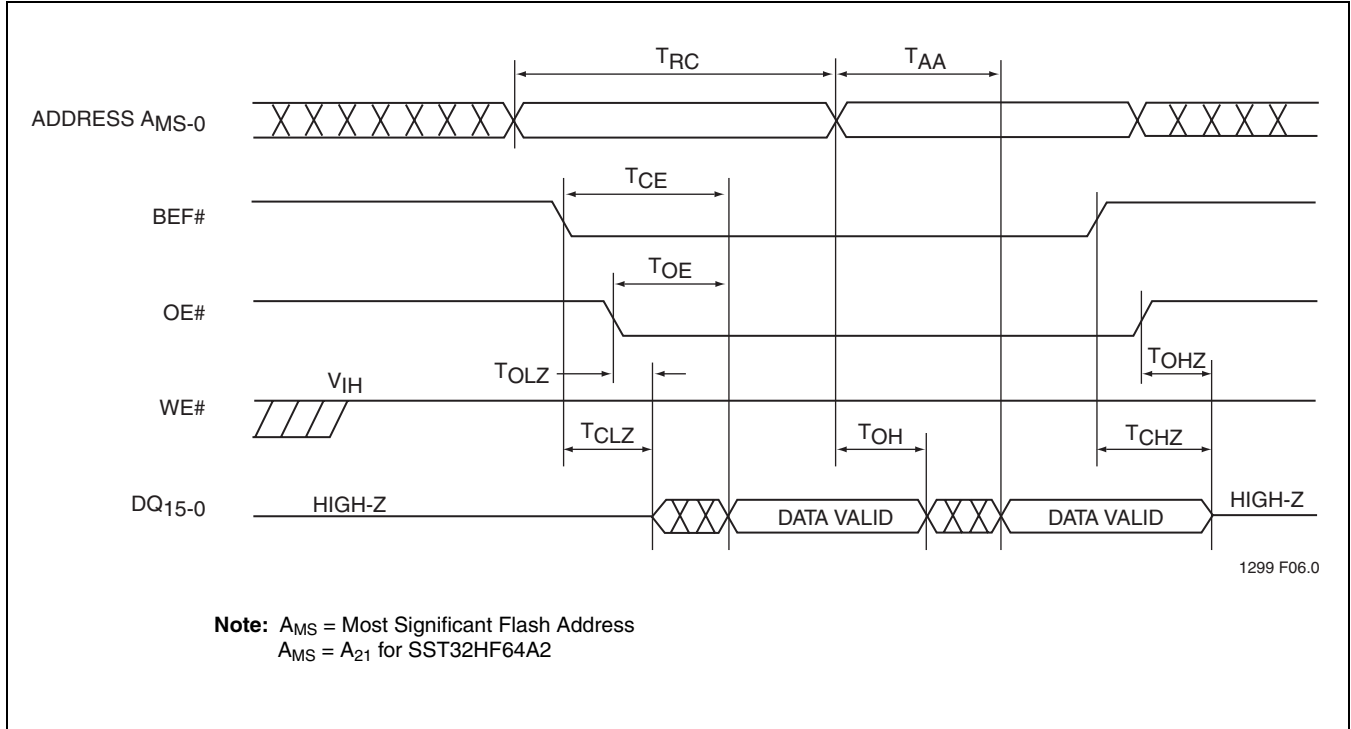 TRC TAA
ADDRESS AMS-0
TCE
BEF#
TOE
OE#
TOLZ TOHZ
VIH
WE#
TCLZ TOH TCHZ
DQ15-0 HIGH-Z DATA VALID DATA VALID HIGH-Z
1299 F06.0
Note: AMS = Most Significant Flash Address
AMS = A21 for SST32HF64A2